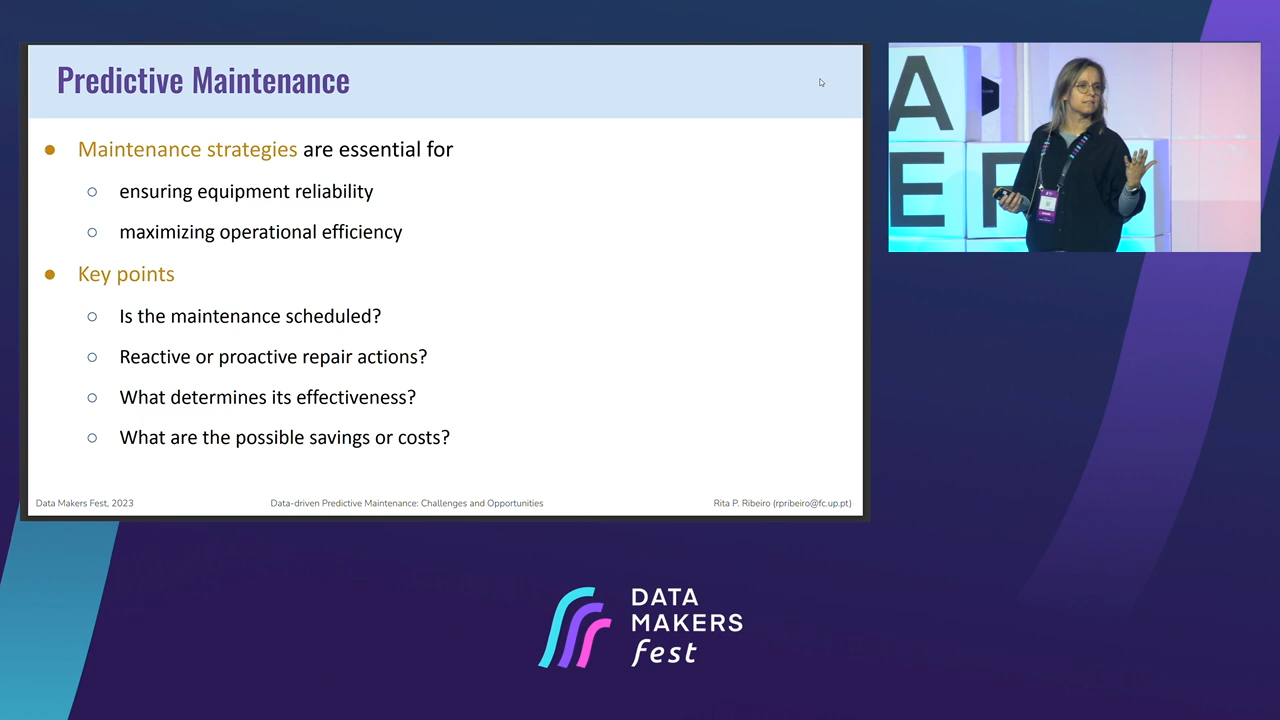 Predictive Maintenance
Maintenance strategies are essential for
ensuring equipment reliability
maximizing operational efficiency
Key points
Is the maintenance scheduled?
Reactive or proactive repair actions?
What determines its effectiveness?
What are the possible savings or costs?
Data Makers Fest, 2023
Data-driven Predictive Maintenance: Challenges and Opportunities
Rita P. Ribeiro (rpribeiro@fc.up.pt)
A
E
DATA
MAKERS
fest